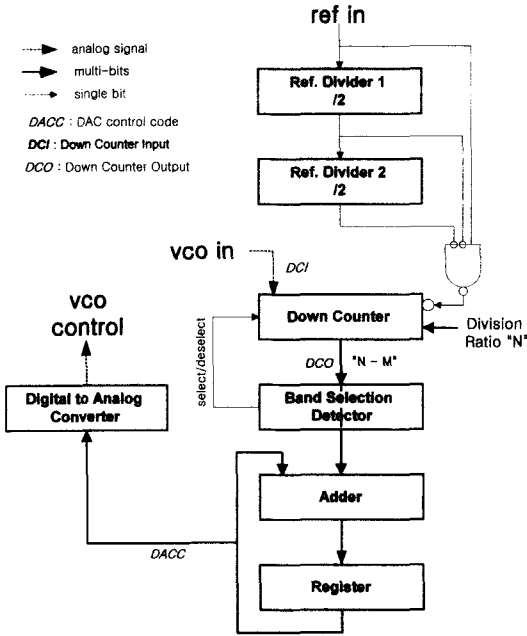 ref in
analog signal
multi-bits
single bit
DACC : DAC control code
DCI : Down Counter Input
DCO : Down Counter Output
Ref. Divider 1
/2
Ref. Divider 2
/2
vco in
DCI
vco
control
select/deselect
Down Counter
Division
Ratio "N"
DCO "N - M"
Digital to Analog
Converter
Band Selection
Detector
Adder
DACC
Register